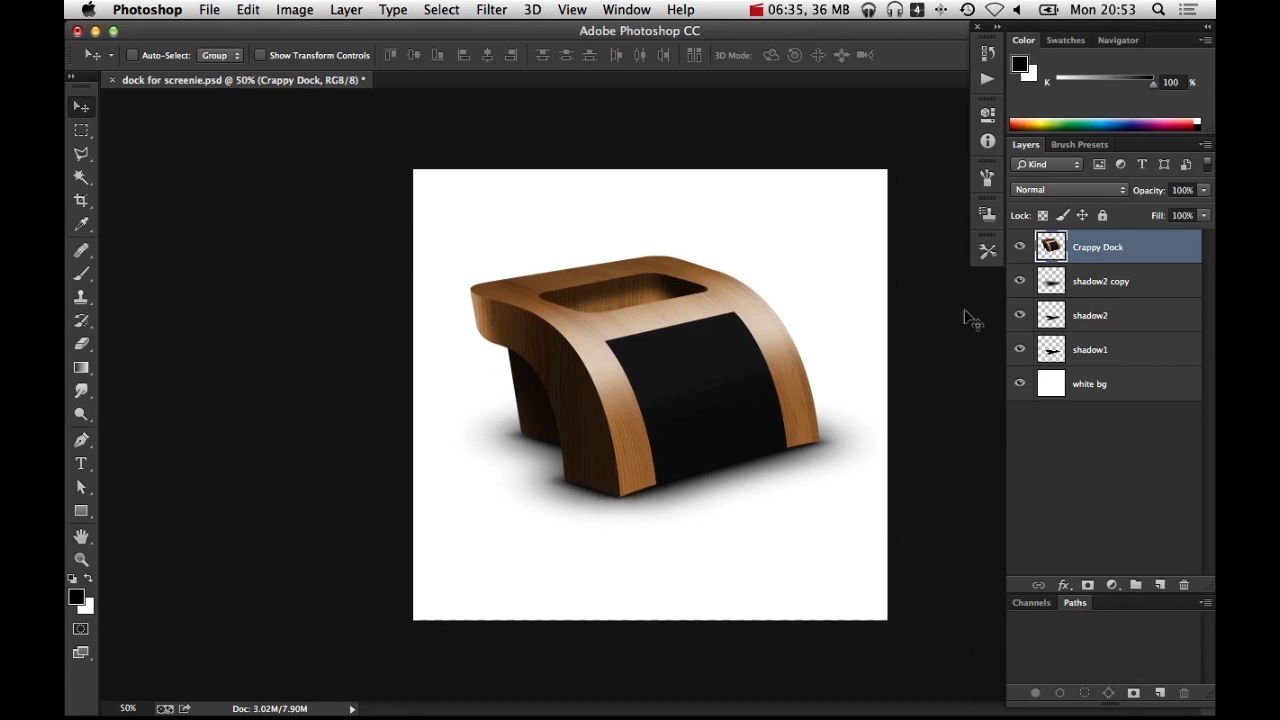 Photoshop File Edit Image Layer Type Select Filter 3D View Window Help 06:35, 36 MB 4 Mon 20:53
Adobe Photoshop CC
Auto-Select: Group Show Transform Controls 3D Mode:
dock for screenie.psd @ 50% (Crappy Dock, RGB/8) *
Color Swatches Navigator
K 100 %
Layers Brush Presets
Kind
Normal Opacity: 100%
Lock: Fill: 100%
Crappy Dock
shadow2 copy
shadow2
shadow1
white bg
fx
Channels Paths
50% Doc: 3.02M/7.90M